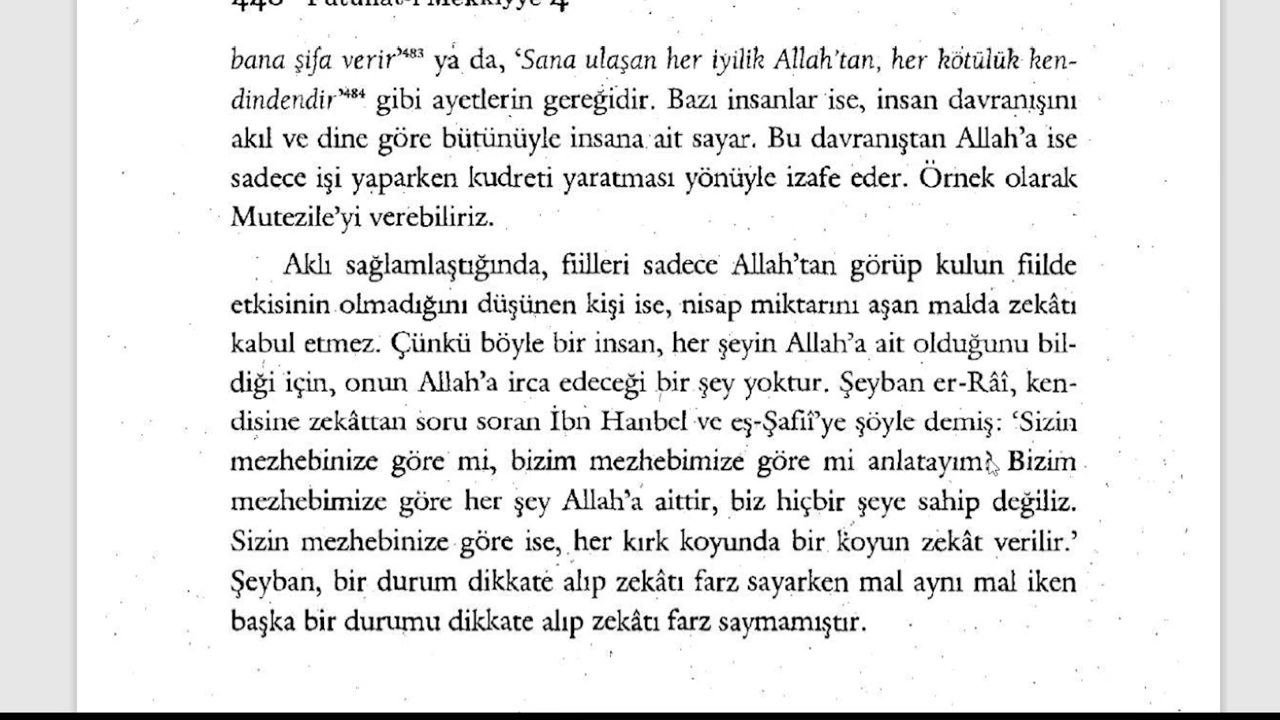 bana şifa verir’⁴⁸³ ya da, ‘Sana ulaşan her iyilik Allah’tan, her kötülük ken-
dindendir’⁴⁸⁴ gibi ayetlerin gereğidir. Bazı insanlar ise, insan davranışını
akıl ve dine göre bütünüyle insana ait sayar. Bu davranıştan Allah’a ise
sadece işi yaparken kudreti yaratması yönüyle izafe eder. Örnek olarak
Mutezile’yi verebiliriz.
Aklı sağlamlaştığında, fiilleri sadece Allah’tan görüp kulun fiilde
etkisinin olmadığını düşünen kişi ise, nisap miktarını aşan malda zekâtı
kabul etmez. Çünkü böyle bir insan, her şeyin Allah’a ait olduğunu bil-
diği için, onun Allah’a irca edeceği bir şey yoktur. Şeyban er-Râî, ken-
disine zekâttan soru soran İbn Hanbel ve eş-Şafiî’ye şöyle demiş: ‘Sizin
mezhebinize göre mi, bizim mezhebimize göre mi anlatayım? Bizim
mezhebimize göre her şey Allah’a aittir, biz hiçbir şeye sahip değiliz.
Sizin mezhebinize göre ise, her kırk koyunda bir koyun zekât verilir.’
Şeyban, bir durum dikkate alıp zekâtı farz sayarken mal aynı mal iken
başka bir durumu dikkate alıp zekâtı farz saymamıştır.